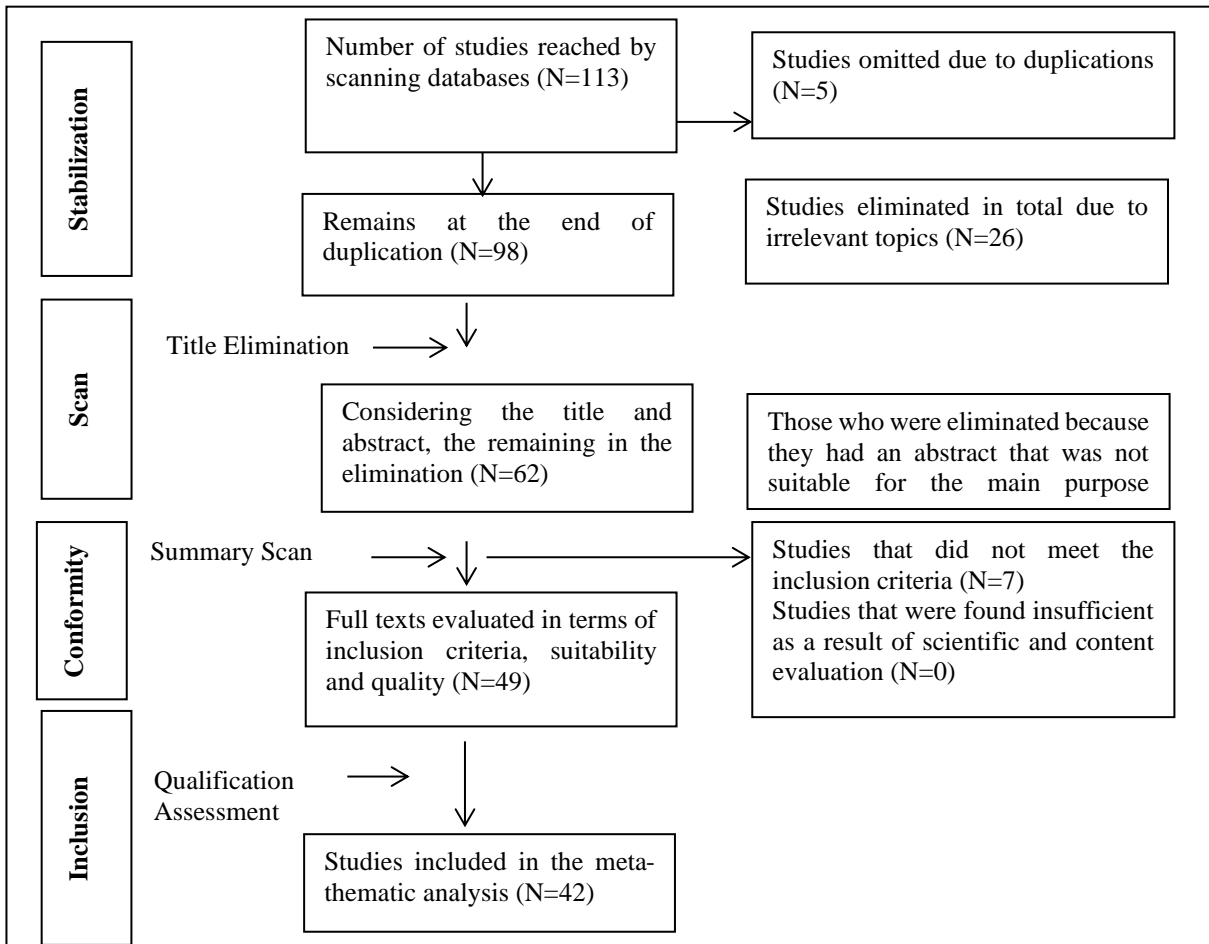 Stabilization
Number of studies reached by
scanning databases (N=113)
Studies omitted due to duplications
(N=5)
Remains at the end of
duplication (N=98)
Studies eliminated in total due to
irrelevant topics (N=26)
Scan
Title Elimination
Considering the title and
abstract, the remaining in the
elimination (N=62)
Those who were eliminated because
they had an abstract that was not
suitable for the main purpose
Conformity
Summary Scan
Studies that did not meet the
inclusion criteria (N=7)
Studies that were found insufficient
as a result of scientific and content
evaluation (N=0)
Full texts evaluated in terms of
inclusion criteria, suitability
and quality (N=49)
Inclusion
Qualification
Assessment
Studies included in the meta-
thematic analysis (N=42)